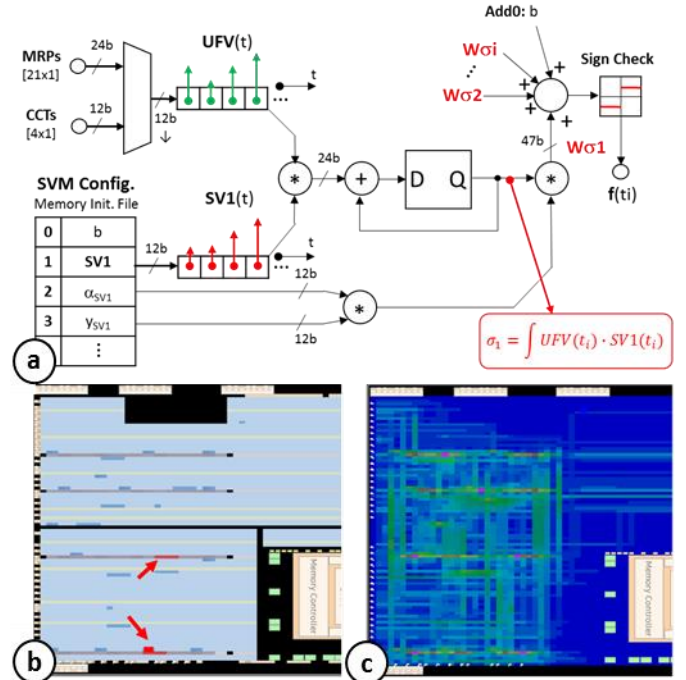 Add0: b
MRPs
[21x1]
24b
UFV(t)
t
...
Wσi
⋮
Wσ2
+
+
+
+
Sign Check
CCTs
[4x1]
12b
12b
↓
47b
Wσ1
f(ti)
SVM Config.
Memory Init. File
SV1(t)
*
24b
+
D Q
*
0 b
1 SV1
12b
t
...
2 α_SV1
12b
*
3 y_SV1
12b
⋮
σ₁ = ∫ UFV(tᵢ) · SV1(tᵢ)
a
Memory Controller
Memory Controller
b
c